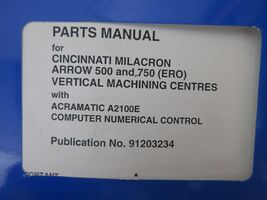 PARTS MANUAL
for
CINCINNATI MILACRON
ARROW 500 and 750 (ERO)
VERTICAL MACHINING CENTRES
with
ACRAMATIC A2100E
COMPUTER NUMERICAL CONTROL
Publication No. 91203234